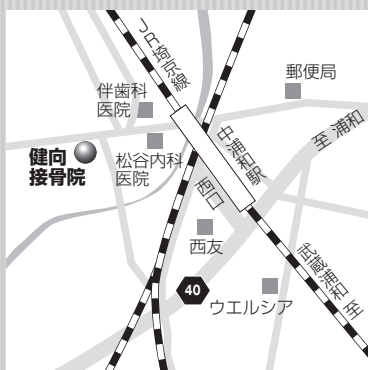 JR埼京線
郵便局
伴歯科
医院
至 浦和
中浦和駅
健向
接骨院
松谷内科
医院
西口
西友
武蔵浦和至
40
ウエルシア